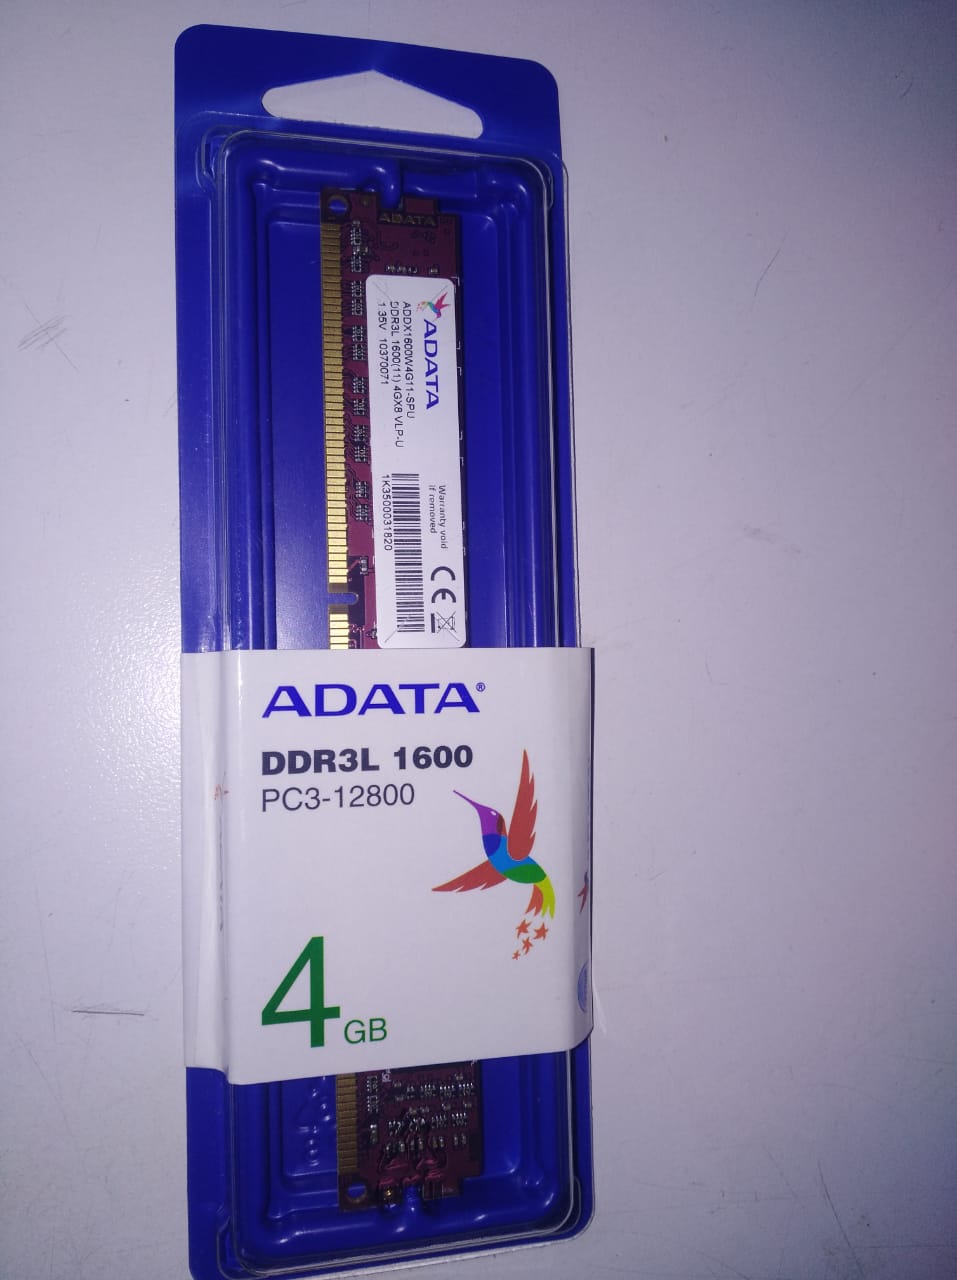 ADATA
ADATA
ADDX1600W4G11-SPU
DDR3L 1600(11) 4GX8 VLP-U
1.35V 10370071
Warranty void
if removed
1K3500031820
CE
ADATA®
DDR3L 1600
PC3-12800
4GB